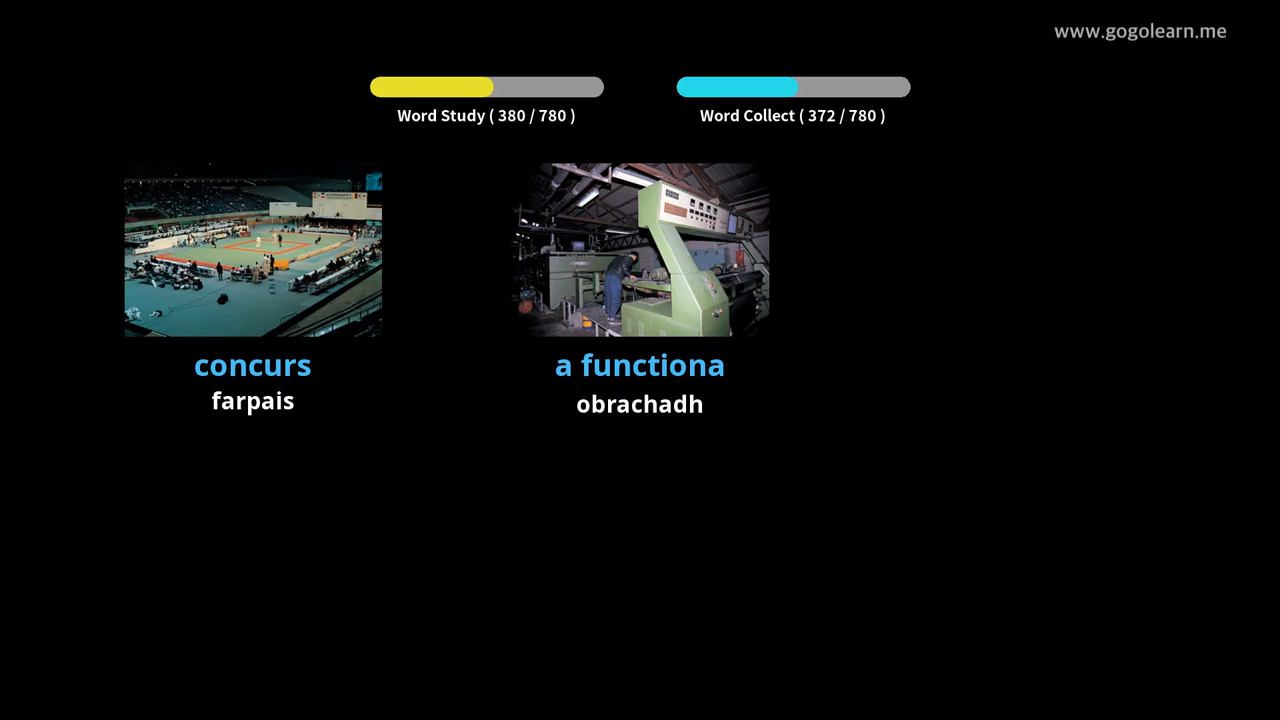 www.gogolearn.me
Word Study ( 380 / 780 )
Word Collect ( 372 / 780 )
concurs
farpais
a functiona
obrachadh